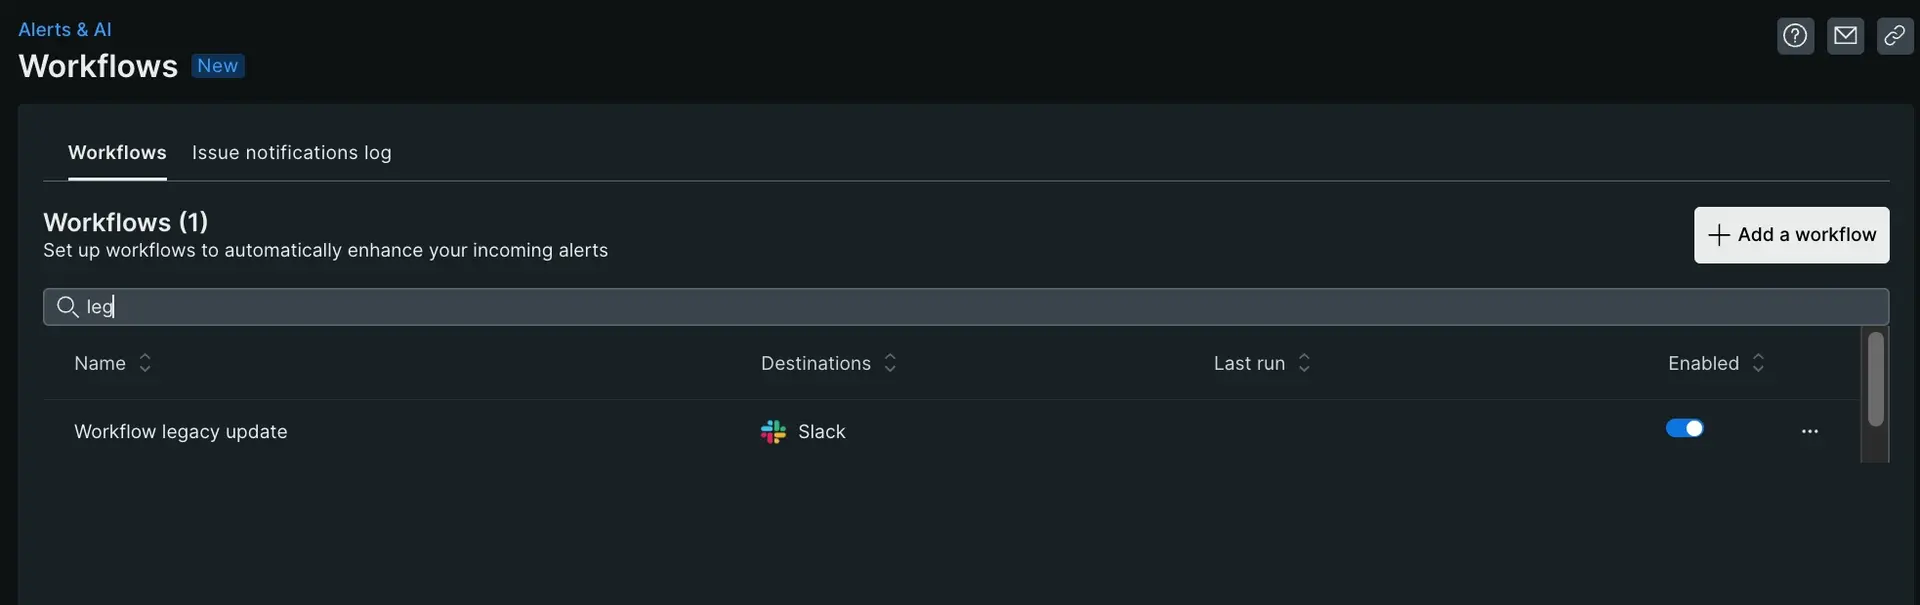 Alerts & AI
Workflows New
Workflows Issue notifications log
Workflows (1)
Set up workflows to automatically enhance your incoming alerts
Add a workflow
leg
Name Destinations Last run Enabled
Workflow legacy update Slack